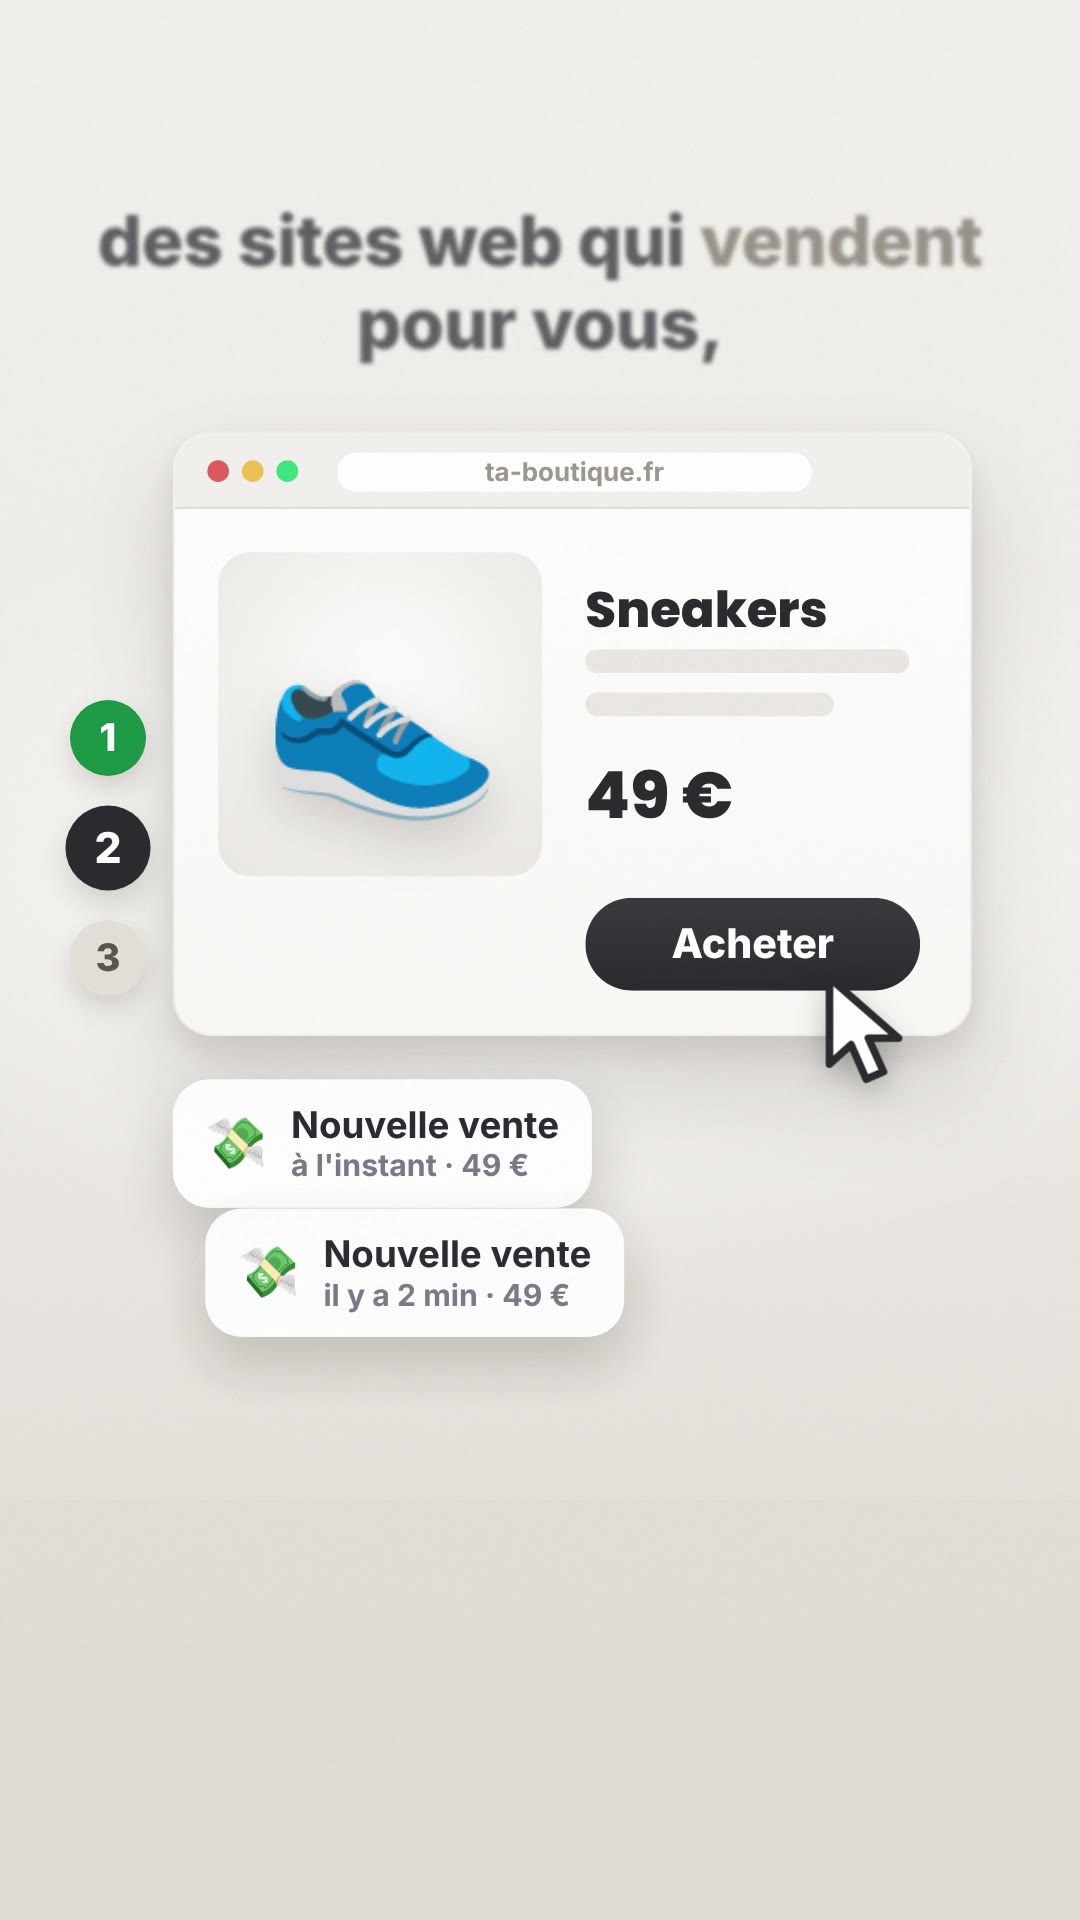 des sites web qui vendent
pour vous,
ta-boutique.fr
Sneakers
49 €
Acheter
1
2
3
Nouvelle vente
à l'instant · 49 €
Nouvelle vente
il y a 2 min · 49 €